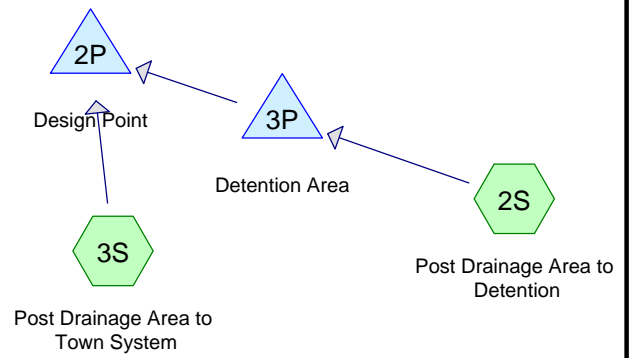 2P
Design Point
3P
Detention Area
2S
Post Drainage Area to
Detention
3S
Post Drainage Area to
Town System